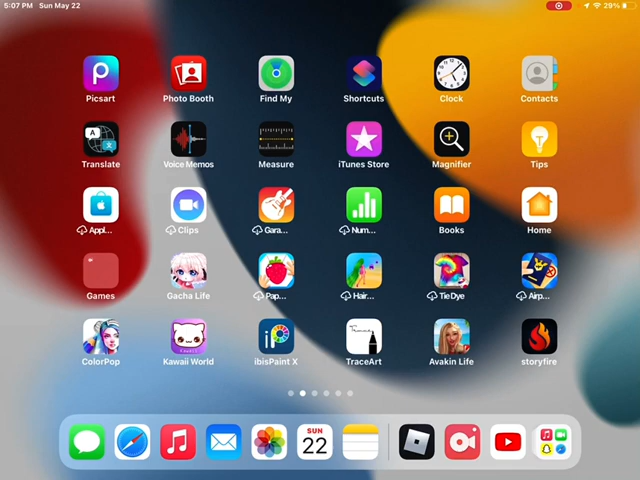 5:07 PM Sun May 22
29%
Picsart
Photo Booth
Find My
Shortcuts
Clock
Contacts
Translate
Voice Memos
Measure
iTunes Store
Magnifier
Tips
Appl...
Clips
Gara...
Num...
Books
Home
Games
Gacha Life
Pap...
Hair...
Tie Dye
Airp...
ColorPop
Kawaii World
ibisPaint X
TraceArt
Avakin Life
storyfire
SUN
22